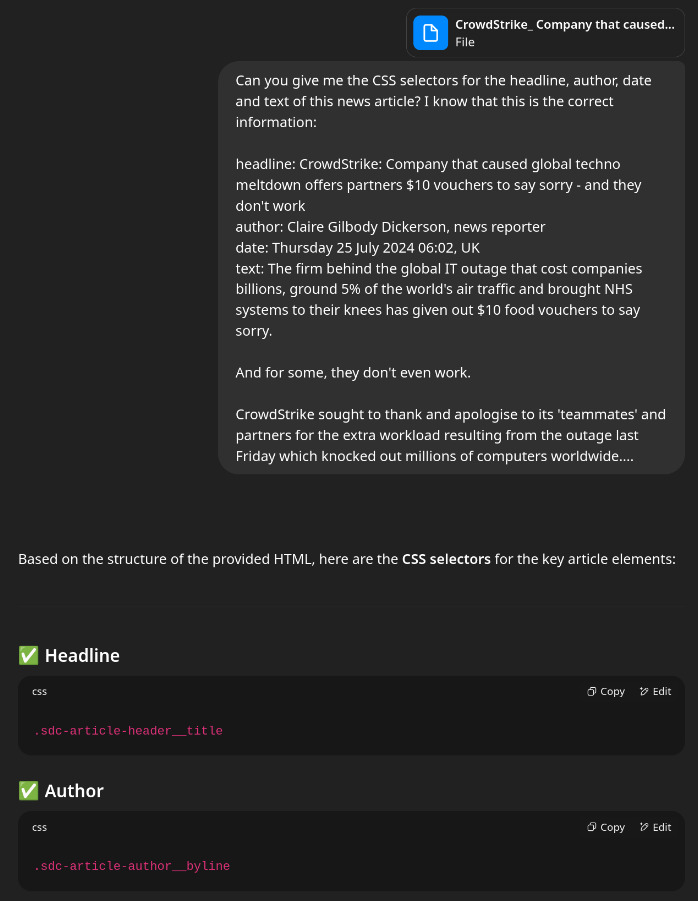 CrowdStrike_ Company that caused...
File
Can you give me the CSS selectors for the headline, author, date
and text of this news article? I know that this is the correct
information:
headline: CrowdStrike: Company that caused global techno
meltdown offers partners $10 vouchers to say sorry - and they
don't work
author: Claire Gilbody Dickerson, news reporter
date: Thursday 25 July 2024 06:02, UK
text: The firm behind the global IT outage that cost companies
billions, ground 5% of the world's air traffic and brought NHS
systems to their knees has given out $10 food vouchers to say
sorry.
And for some, they don't even work.
CrowdStrike sought to thank and apologise to its 'teammates' and
partners for the extra workload resulting from the outage last
Friday which knocked out millions of computers worldwide....
Based on the structure of the provided HTML, here are the CSS selectors for the key article elements:
✅ Headline
css Copy Edit
.sdc-article-header__title
✅ Author
css Copy Edit
.sdc-article-author__byline